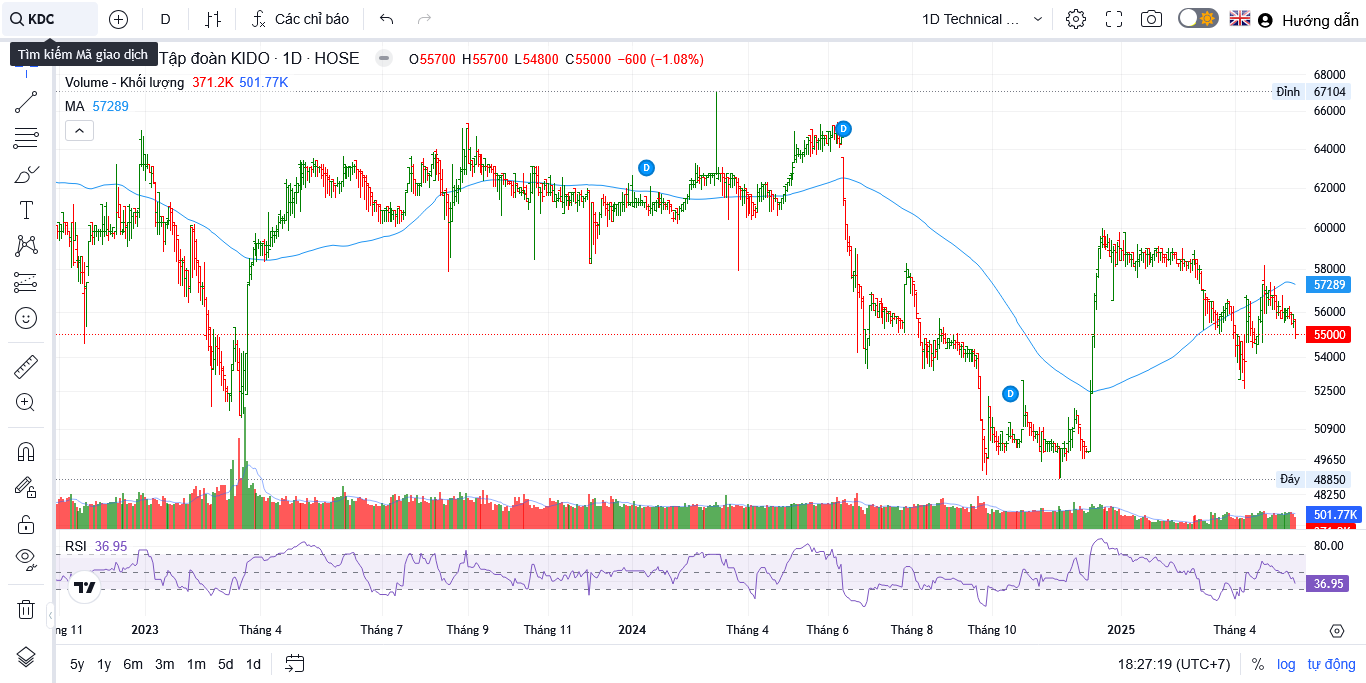 KDC
D
Các chỉ báo
1D Technical ...
Hướng dẫn
Tìm kiếm Mã giao dịch
Tập đoàn KIDO · 1D · HOSE
O55700 H55700 L54800 C55000 −600 (−1.08%)
Volume - Khối lượng 371.2K 501.77K
MA 57289
68000
Đỉnh 67104
66000
64000
62000
60000
58000
57289
56000
55000
54000
52500
50900
49650
Đáy 48850
48250
501.77K
D
D
D
RSI 36.95
80.00
36.95
ng 11 2023 Tháng 4 Tháng 7 Tháng 9 Tháng 11 2024 Tháng 4 Tháng 6 Tháng 8 Tháng 10 2025 Tháng 4
5y 1y 6m 3m 1m 5d 1d
18:27:19 (UTC+7) % log tự động